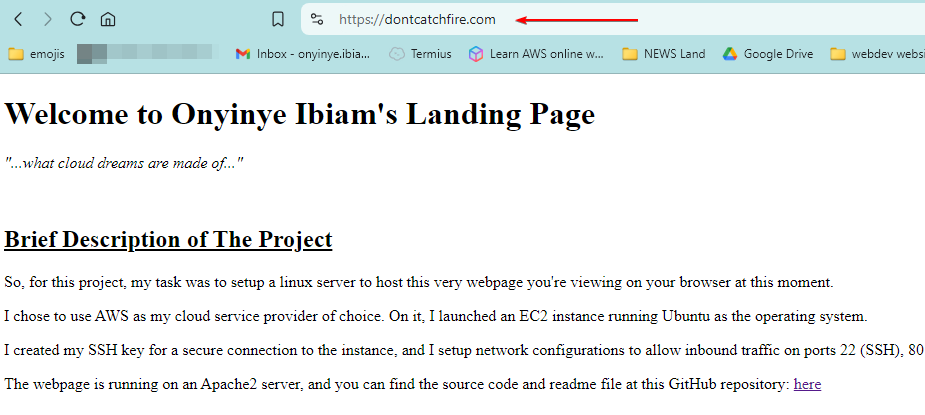 https://dontcatchfire.com
emojis
Inbox - onyinye.ibia...
Termius
Learn AWS online w...
NEWS Land
Google Drive
webdev websi
Welcome to Onyinye Ibiam's Landing Page
"...what cloud dreams are made of..."
Brief Description of The Project
So, for this project, my task was to setup a linux server to host this very webpage you're viewing on your browser at this moment.
I chose to use AWS as my cloud service provider of choice. On it, I launched an EC2 instance running Ubuntu as the operating system.
I created my SSH key for a secure connection to the instance, and I setup network configurations to allow inbound traffic on ports 22 (SSH), 80
The webpage is running on an Apache2 server, and you can find the source code and readme file at this GitHub repository: here